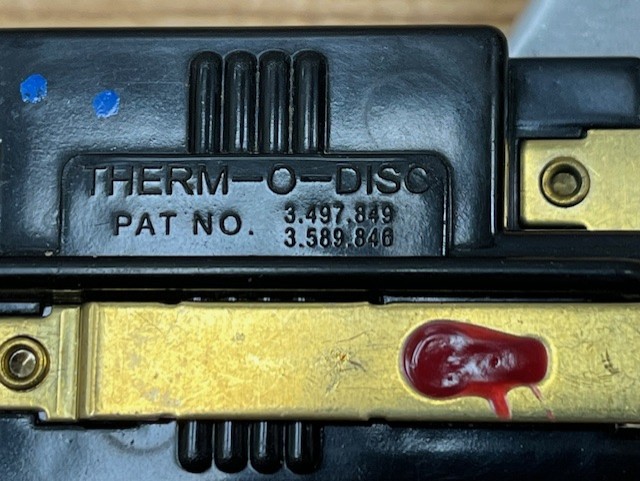 THERM-O-DISC
PAT NO. 3,497,849
3,589,846